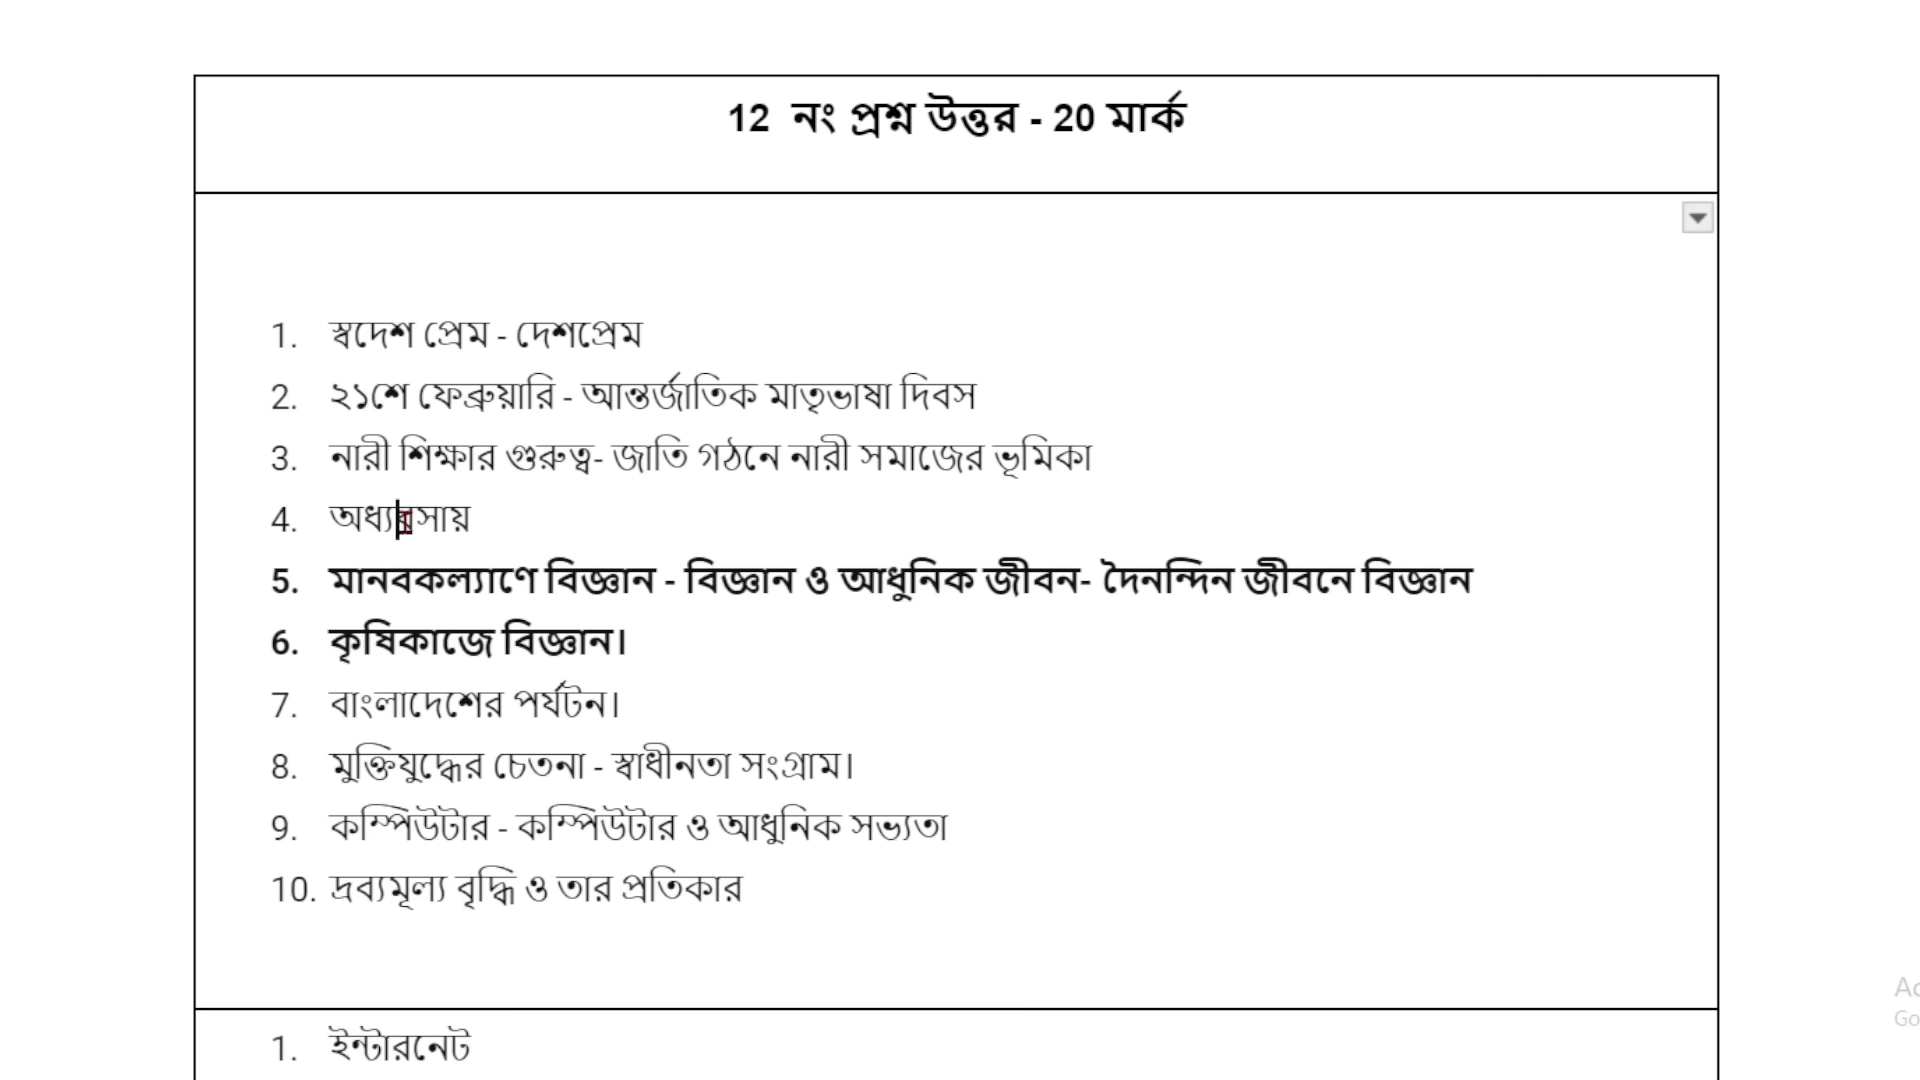 12 নং প্রশ্ন উত্তর - 20 মার্ক
1. স্বদেশ প্রেম - দেশপ্রেম
2. ২১শে ফেব্রুয়ারি - আন্তর্জাতিক মাতৃভাষা দিবস
3. নারী শিক্ষার গুরুত্ব- জাতি গঠনে নারী সমাজের ভূমিকা
4. অধ্যবসায়
5. মানবকল্যাণে বিজ্ঞান - বিজ্ঞান ও আধুনিক জীবন- দৈনন্দিন জীবনে বিজ্ঞান
6. কৃষিকাজে বিজ্ঞান।
7. বাংলাদেশের পর্যটন।
8. মুক্তিযুদ্ধের চেতনা - স্বাধীনতা সংগ্রাম।
9. কম্পিউটার - কম্পিউটার ও আধুনিক সভ্যতা
10. দ্রব্যমূল্য বৃদ্ধি ও তার প্রতিকার
1. ইন্টারনেট